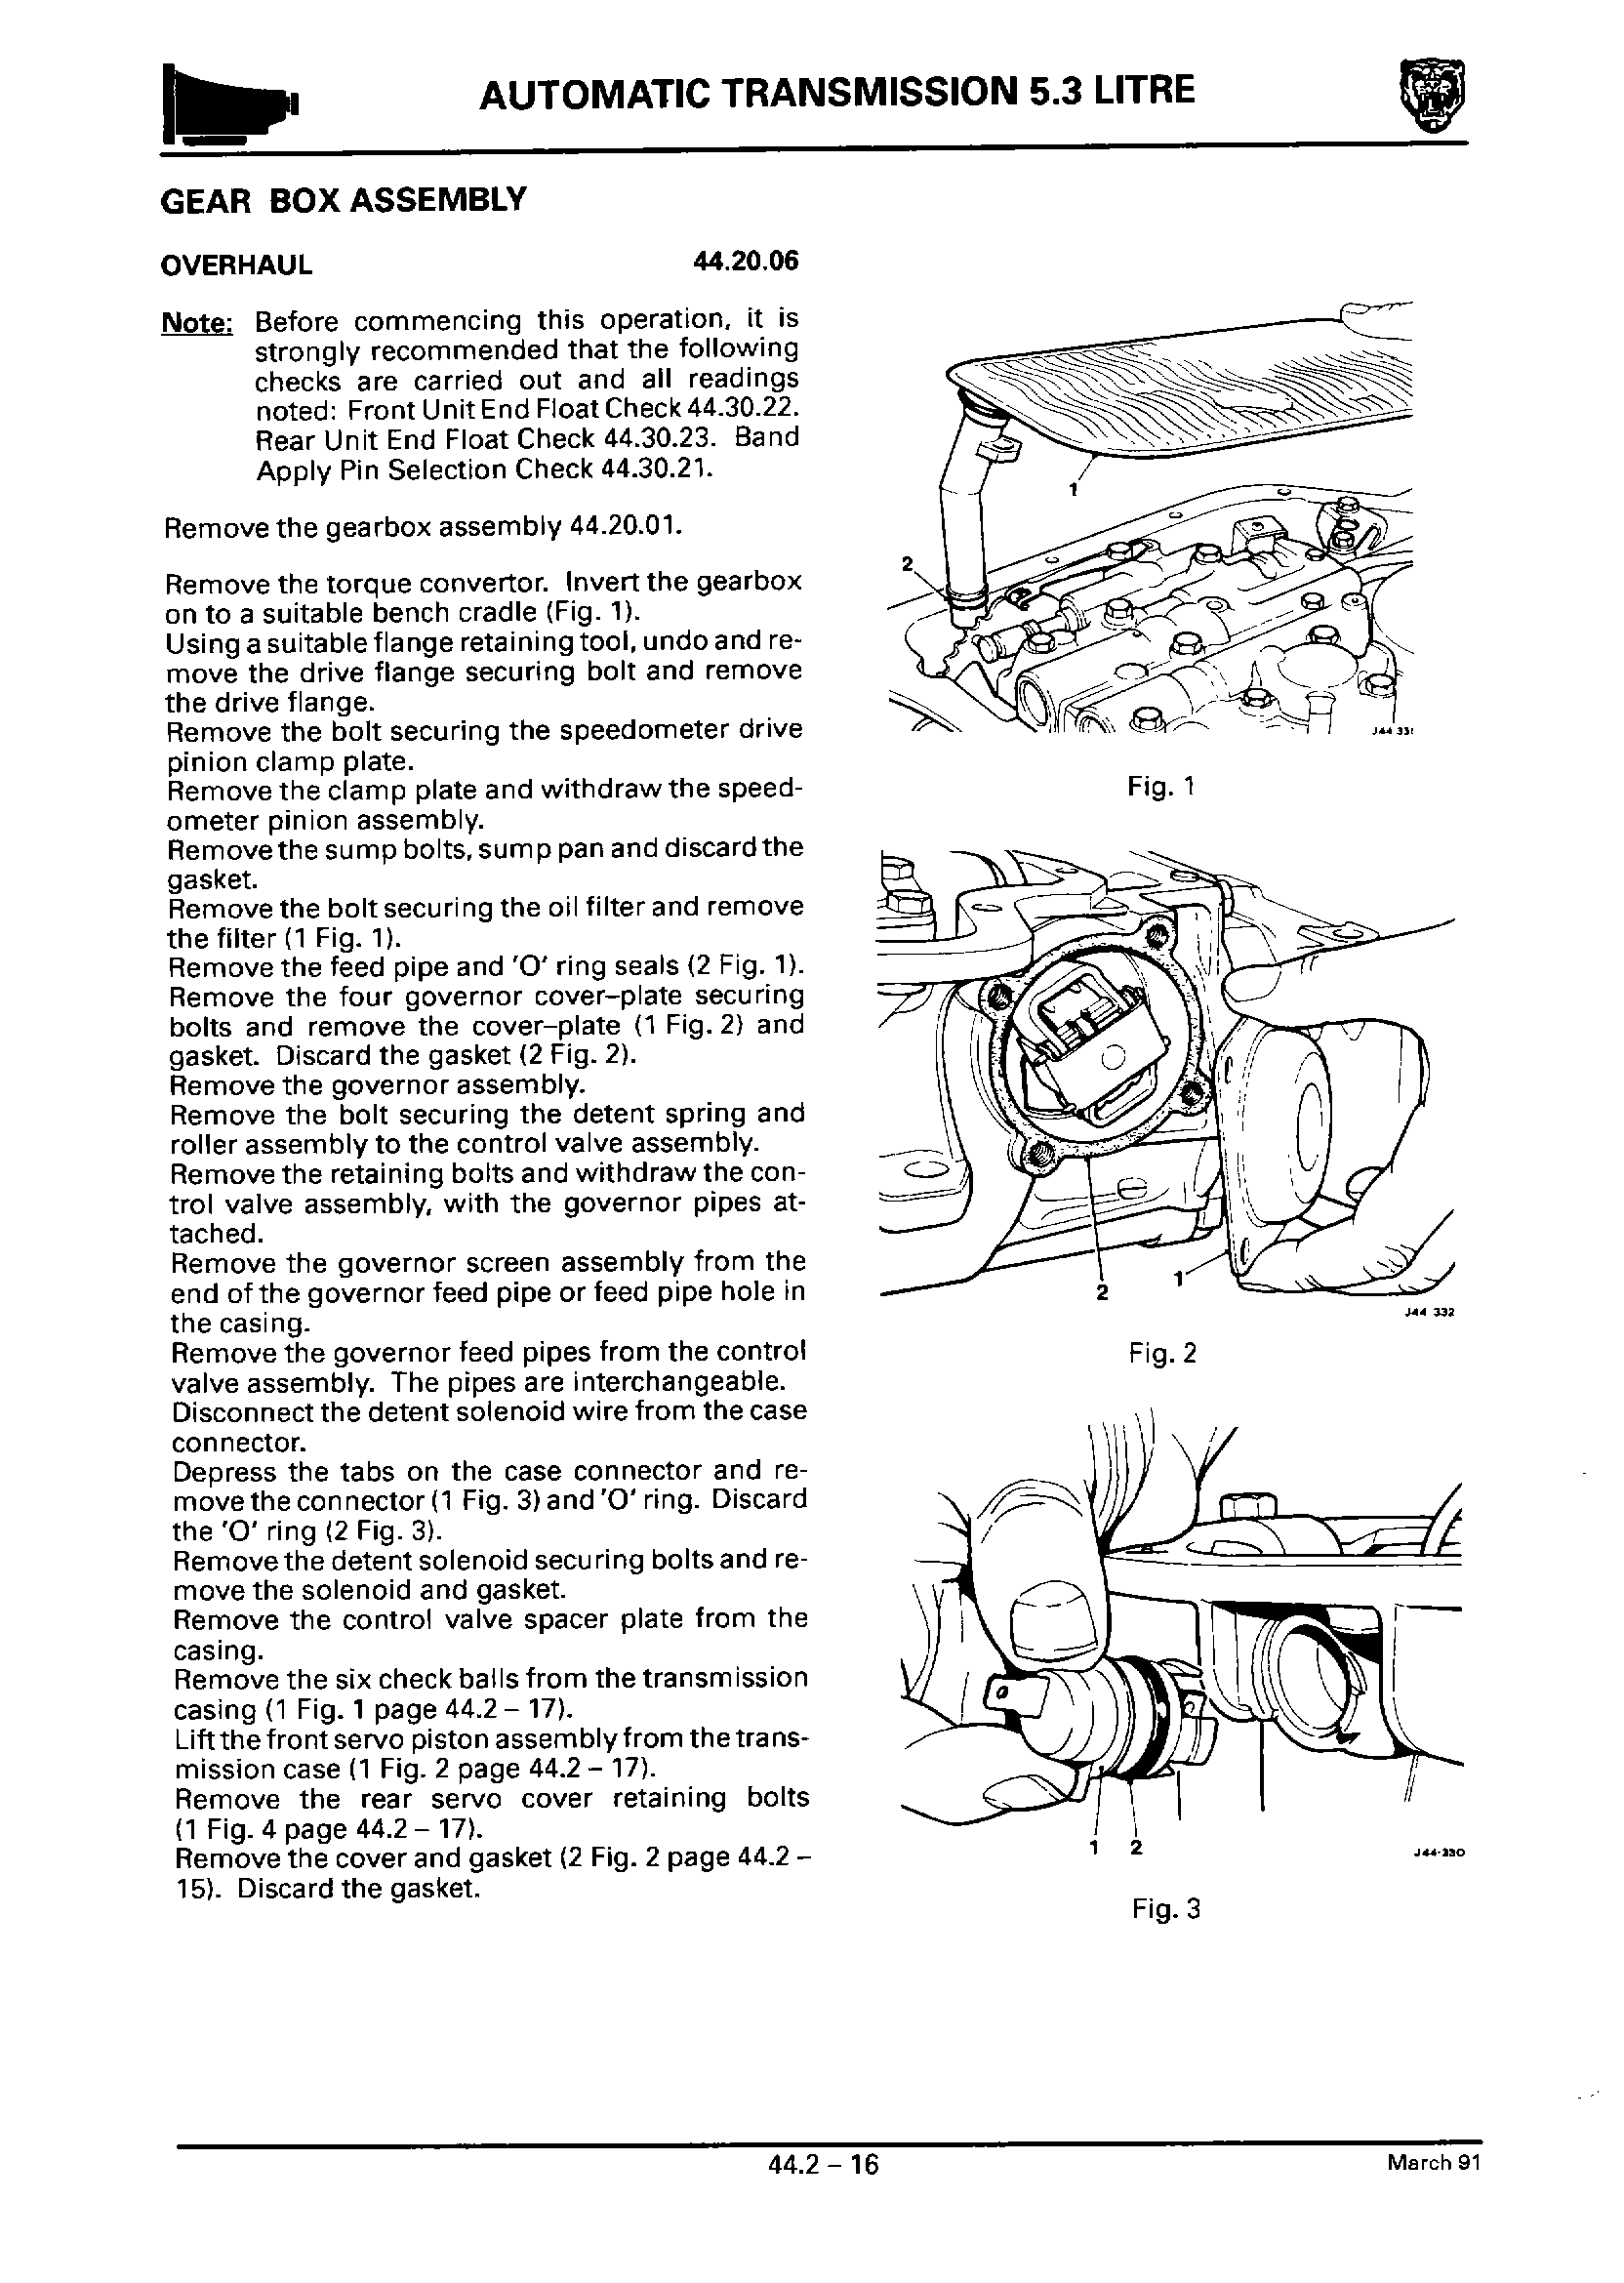 AUTOMATIC TRANSMISSION 5.3 LITRE
GEAR BOX ASSEMBLY
OVERHAUL 44.20.06
Note: Before commencing this operation, it is
strongly recommended that the following
checks are carried out and all readings
noted: Front Unit End Float Check 44.30.22.
Rear Unit End Float Check 44.30.23. Band
Apply Pin Selection Check 44.30.21.
Remove the gearbox assembly 44.20.01.
Remove the torque convertor. Invert the gearbox
on to a suitable bench cradle (Fig. 1).
Using a suitable flange retaining tool, undo and re-
move the drive flange securing bolt and remove
the drive flange.
Remove the bolt securing the speedometer drive
pinion clamp plate.
Remove the clamp plate and withdraw the speed-
ometer pinion assembly.
Remove the sump bolts, sump pan and discard the
gasket.
Remove the bolt securing the oil filter and remove
the filter (1 Fig. 1).
Remove the feed pipe and 'O' ring seals (2 Fig. 1).
Remove the four governor cover–plate securing
bolts and remove the cover–plate (1 Fig. 2) and
gasket. Discard the gasket (2 Fig. 2).
Remove the governor assembly.
Remove the bolt securing the detent spring and
roller assembly to the control valve assembly.
Remove the retaining bolts and withdraw the con-
trol valve assembly, with the governor pipes at-
tached.
Remove the governor screen assembly from the
end of the governor feed pipe or feed pipe hole in
the casing.
Remove the governor feed pipes from the control
valve assembly. The pipes are interchangeable.
Disconnect the detent solenoid wire from the case
connector.
Depress the tabs on the case connector and re-
move the connector (1 Fig. 3) and 'O' ring. Discard
the 'O' ring (2 Fig. 3).
Remove the detent solenoid securing bolts and re-
move the solenoid and gasket.
Remove the control valve spacer plate from the
casing.
Remove the six check balls from the transmission
casing (1 Fig. 1 page 44.2 – 17).
Lift the front servo piston assembly from the trans-
mission case (1 Fig. 2 page 44.2 – 17).
Remove the rear servo cover retaining bolts
(1 Fig. 4 page 44.2 – 17).
Remove the cover and gasket (2 Fig. 2 page 44.2 –
15). Discard the gasket.
1
2
J44 331
Fig. 1
2
1
J44 332
Fig. 2
1 2
J44-330
Fig. 3
44.2 – 16
March 91